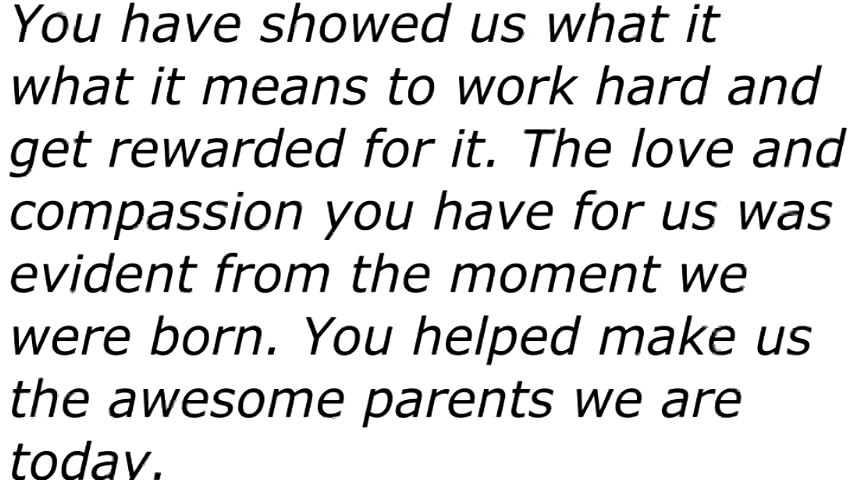 You have showed us what it
what it means to work hard and
get rewarded for it. The love and
compassion you have for us was
evident from the moment we
were born. You helped make us
the awesome parents we are
today.